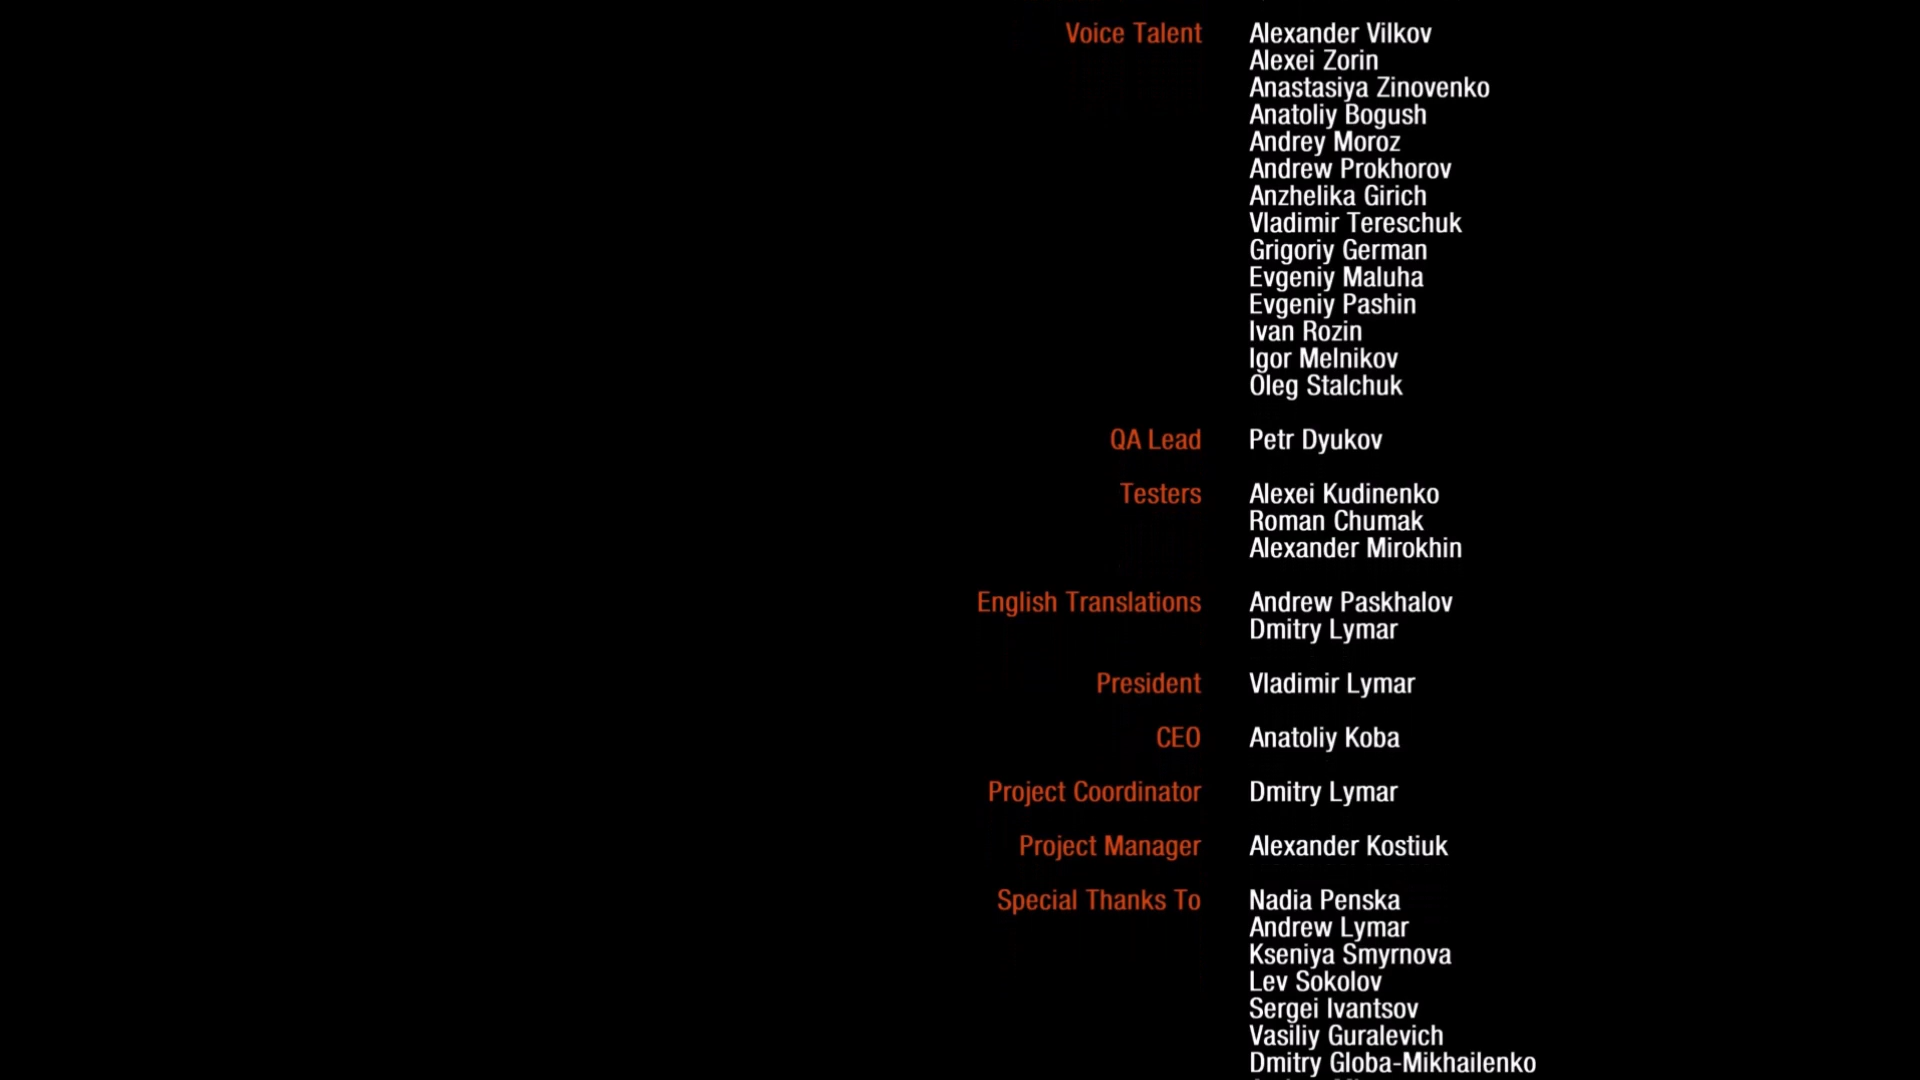 Voice Talent Alexander Vilkov
Alexei Zorin
Anastasiya Zinovenko
Anatoliy Bogush
Andrey Moroz
Andrew Prokhorov
Anzhelika Girich
Vladimir Tereschuk
Grigoriy German
Evgeniy Maluha
Evgeniy Pashin
Ivan Rozin
Igor Melnikov
Oleg Stalchuk
QA Lead Petr Dyukov
Testers Alexei Kudinenko
Roman Chumak
Alexander Mirokhin
English Translations Andrew Paskhalov
Dmitry Lymar
President Vladimir Lymar
CEO Anatoliy Koba
Project Coordinator Dmitry Lymar
Project Manager Alexander Kostiuk
Special Thanks To Nadia Penska
Andrew Lymar
Kseniya Smyrnova
Lev Sokolov
Sergei Ivantsov
Vasiliy Guralevich
Dmitry Globa-Mikhailenko